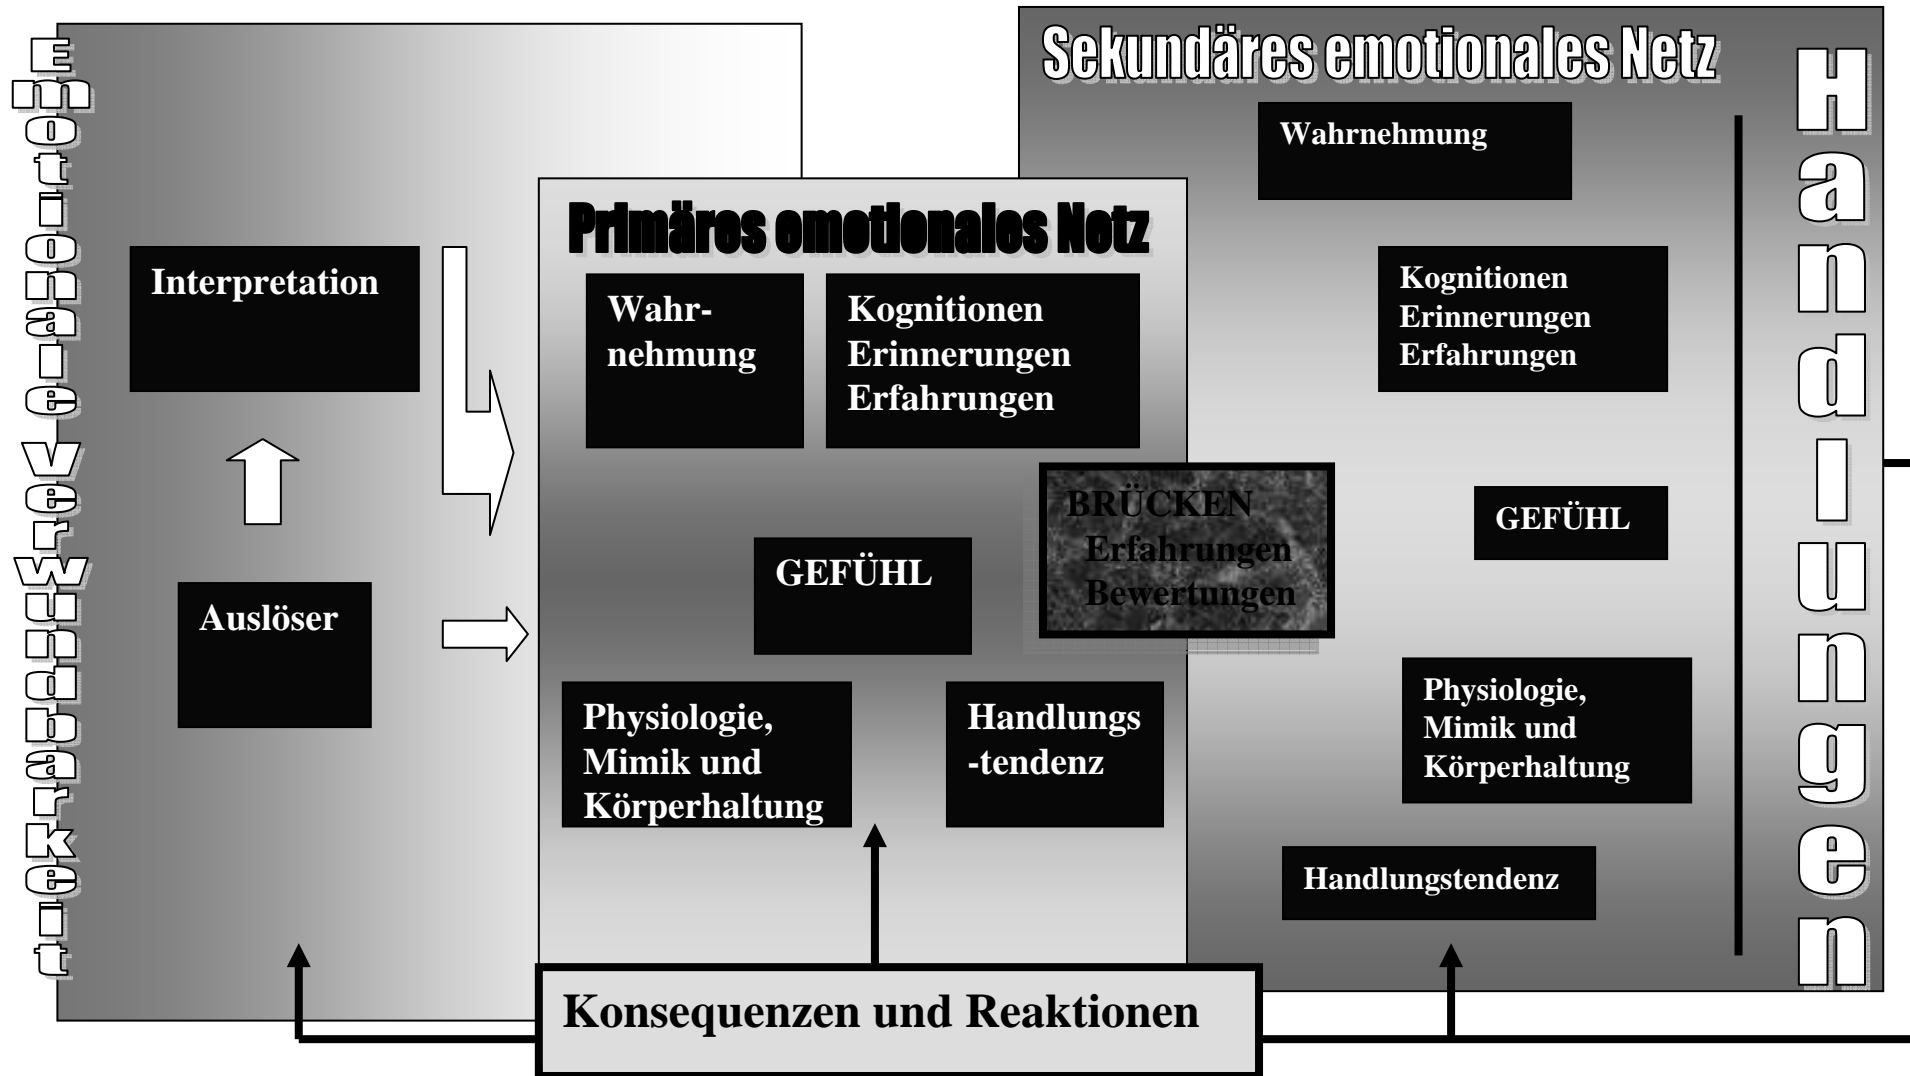 Emotionale Verwundbarkeit
Interpretation
Auslöser
Primäres emotionales Netz
Wahr-
nehmung
Kognitionen
Erinnerungen
Erfahrungen
GEFÜHL
Physiologie,
Mimik und
Körperhaltung
Handlungs
-tendenz
BRÜCKEN
Erfahrungen
Bewertungen
Sekundäres emotionales Netz
Wahrnehmung
Kognitionen
Erinnerungen
Erfahrungen
GEFÜHL
Physiologie,
Mimik und
Körperhaltung
Handlungstendenz
Handlungen
Konsequenzen und Reaktionen